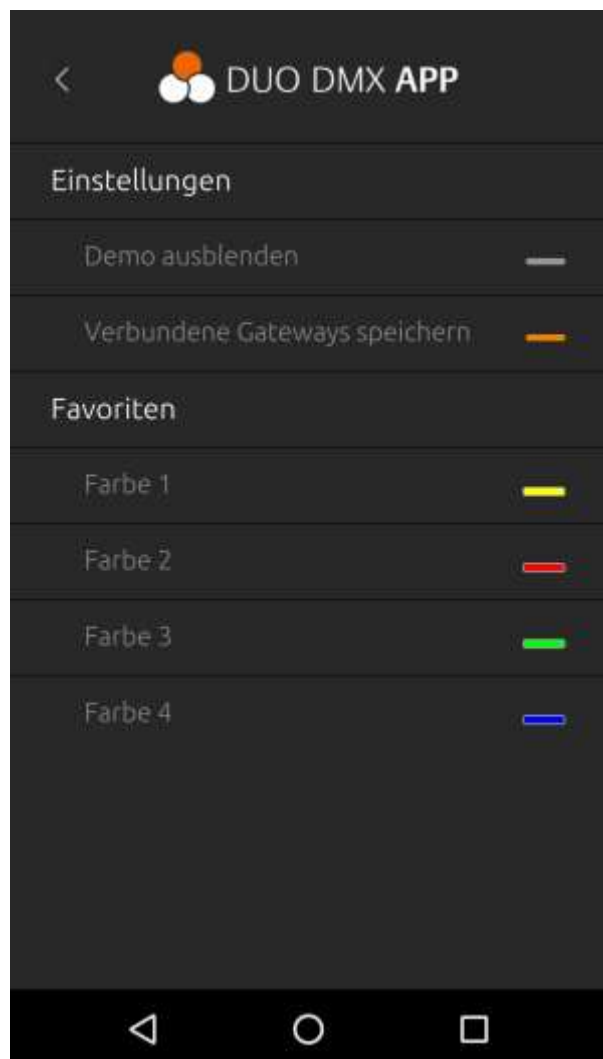 DUO DMX APP
Einstellungen
Demo ausblenden
Verbundene Gateways speichern
Favoriten
Farbe 1
Farbe 2
Farbe 3
Farbe 4